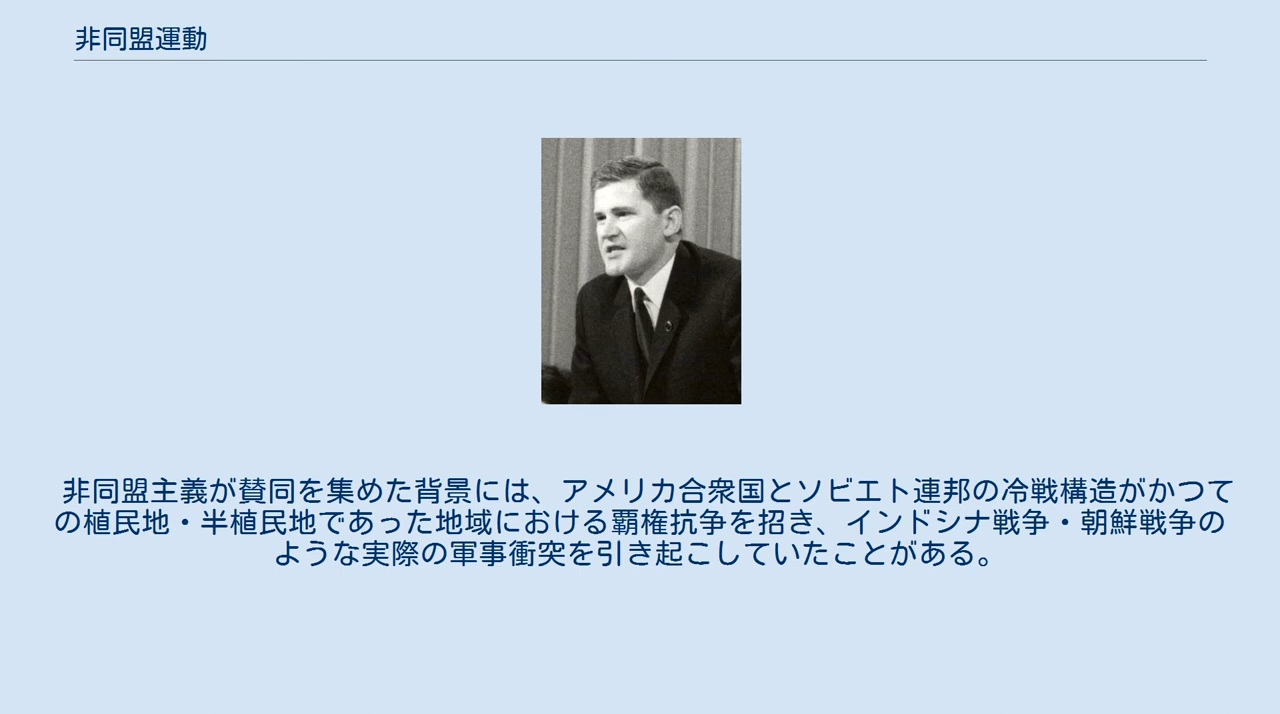 非同盟運動
非同盟主義が賛同を集めた背景には、アメリカ合衆国とソビエト連邦の冷戦構造がかつて
の植民地・半植民地であった地域における覇権抗争を招き、インドシナ戦争・朝鮮戦争の
ような実際の軍事衝突を引き起こしていたことがある。